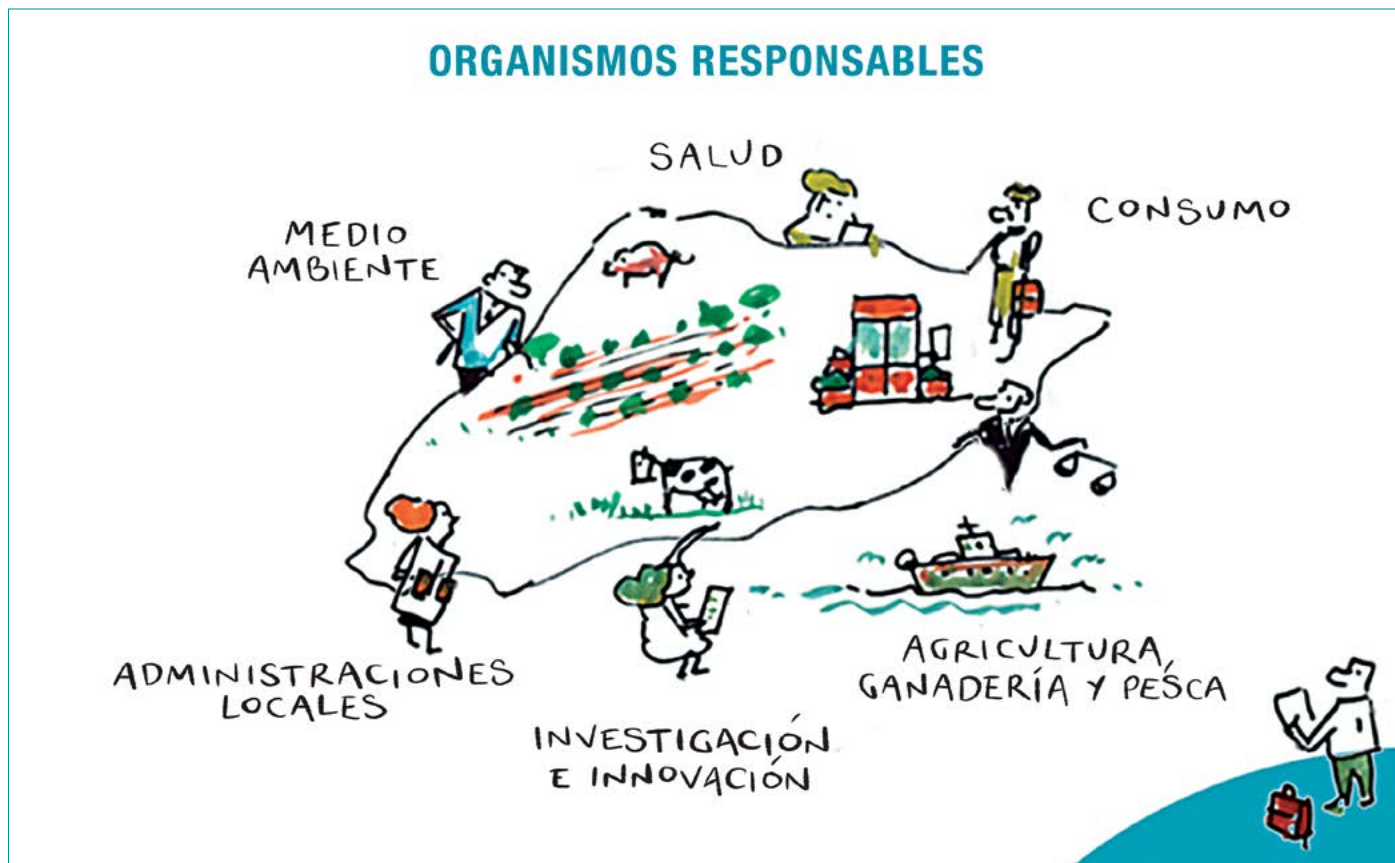 ORGANISMOS RESPONSABLES
SALUD
CONSUMO
MEDIO
AMBIENTE
ADMINISTRACIONES
LOCALES
INVESTIGACIÓN
E INNOVACIÓN
AGRICULTURA,
GANADERÍA Y PESCA